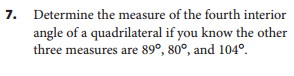 7. Determine the measure of the fourth interior
angle of a quadrilateral if you know the other
three measures are 89°, 80°, and 104°.